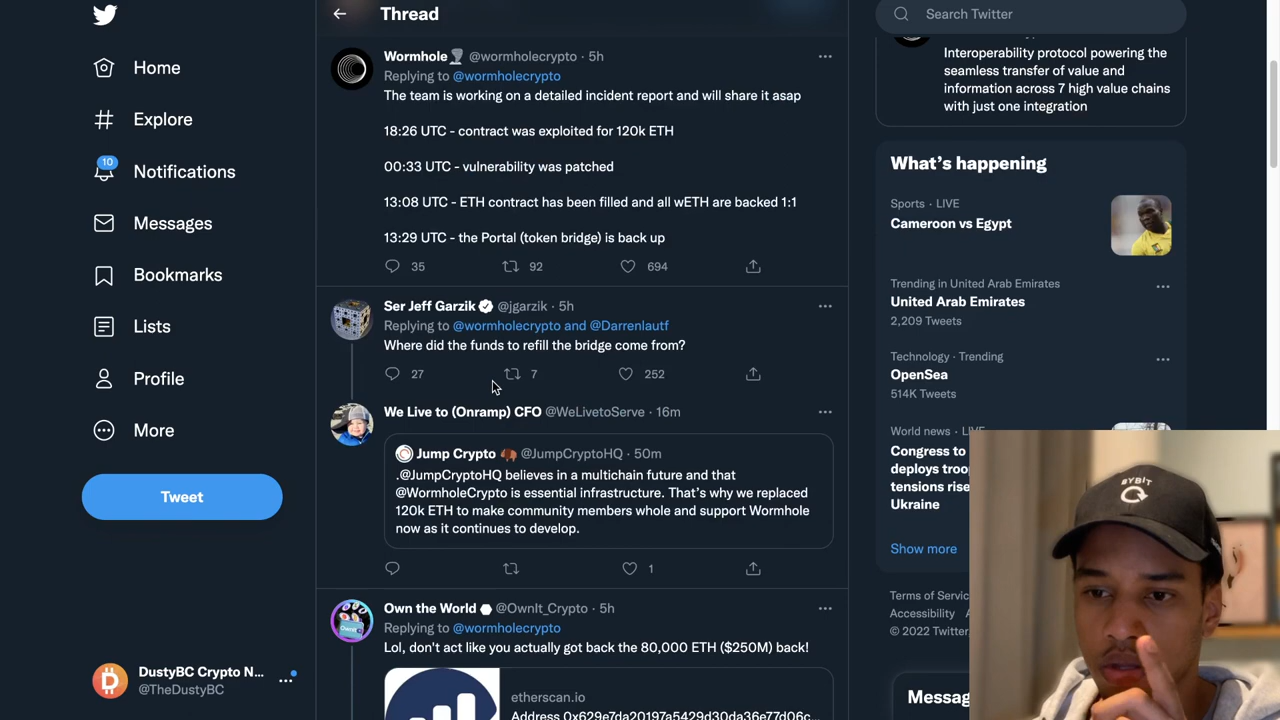 Home
Explore
10
Notifications
Messages
Bookmarks
Lists
Profile
More
Tweet
DustyBC Crypto N...
@TheDustyBC
Thread
Wormhole @wormholecrypto · 5h
Replying to @wormholecrypto
The team is working on a detailed incident report and will share it asap
18:26 UTC - contract was exploited for 120k ETH
00:33 UTC - vulnerability was patched
13:08 UTC - ETH contract has been filled and all wETH are backed 1:1
13:29 UTC - the Portal (token bridge) is back up
35 92 694
Ser Jeff Garzik @jgarzik · 5h
Replying to @wormholecrypto and @Darrenlautf
Where did the funds to refill the bridge come from?
27 7 252
We Live to (Onramp) CFO @WeLivetoServe · 16m
Jump Crypto @JumpCryptoHQ · 50m
.@JumpCryptoHQ believes in a multichain future and that
@WormholeCrypto is essential infrastructure. That's why we replaced
120k ETH to make community members whole and support Wormhole
now as it continues to develop.
1
Own the World @OwnIt_Crypto · 5h
Replying to @wormholecrypto
Lol, don't act like you actually got back the 80,000 ETH ($250M) back!
etherscan.io
Address 0x629e7da20197a5429d30da36e77d06c...
Search Twitter
Interoperability protocol powering the
seamless transfer of value and
information across 7 high value chains
with just one integration
What's happening
Sports · LIVE
Cameroon vs Egypt
Trending in United Arab Emirates
United Arab Emirates
2,209 Tweets
Technology · Trending
OpenSea
514K Tweets
World news · LIVE
Congress to
deploys troo
tensions rise
Ukraine
Show more
Terms of Servic
Accessibility
© 2022 Twitter,
Messag
BYBIT